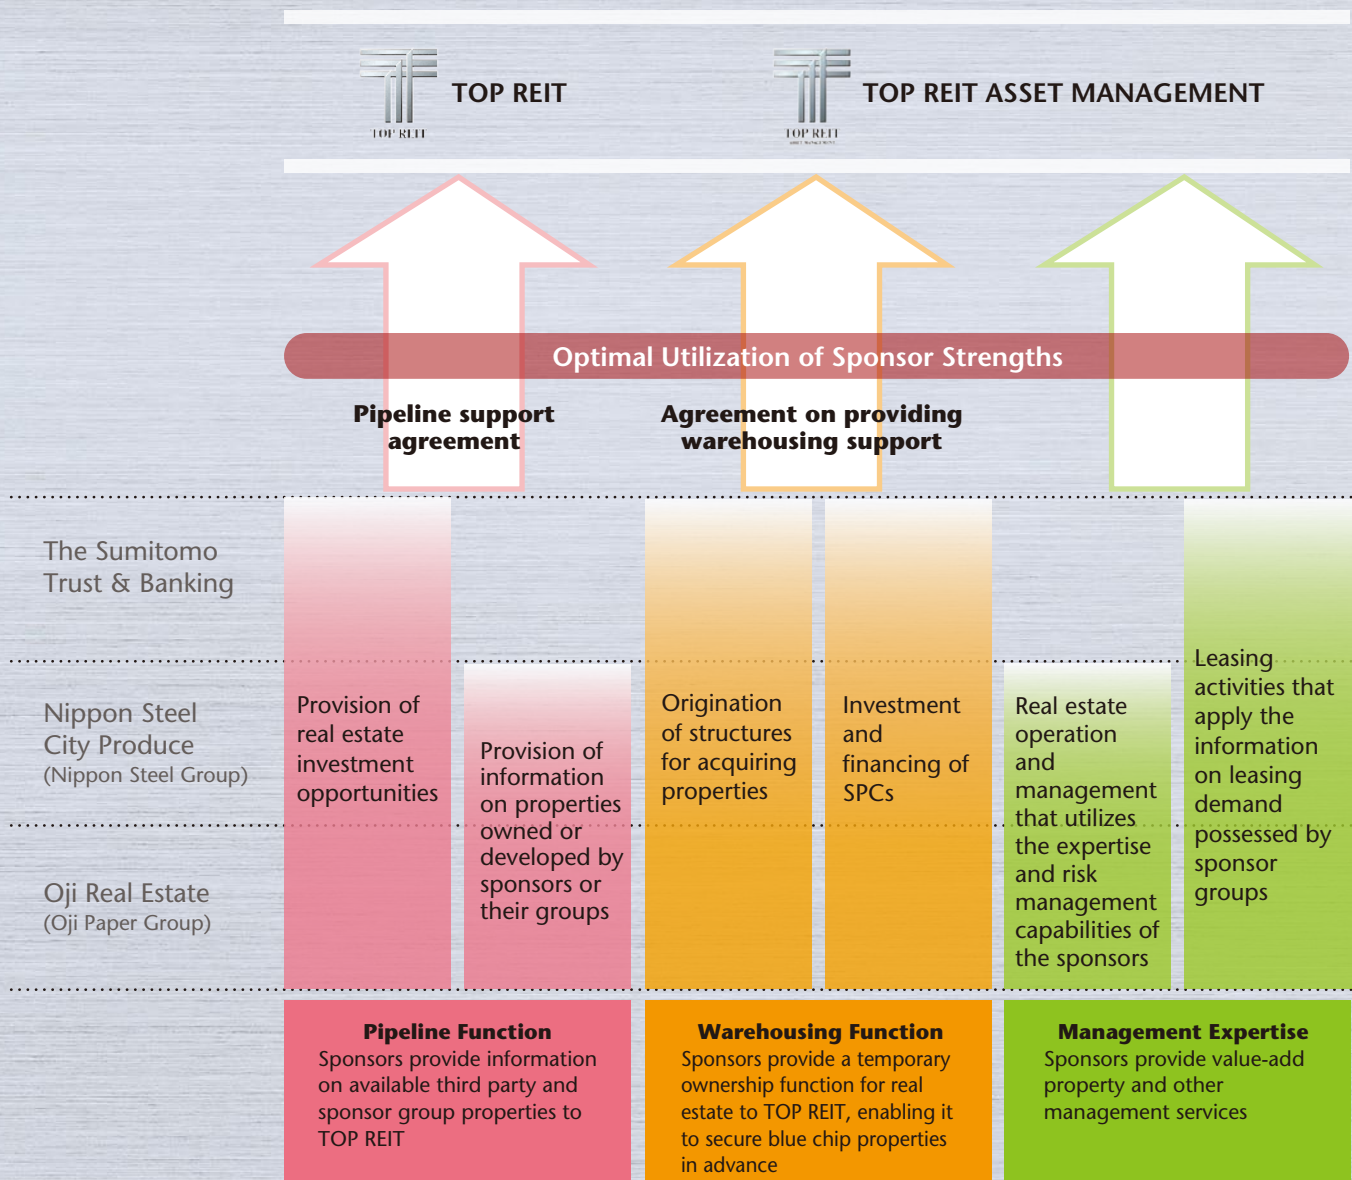 TOP REIT
TOP REIT
TOP REIT ASSET MANAGEMENT
TOP REIT
ASSET MANAGEMENT
Optimal Utilization of Sponsor Strengths
Pipeline support
agreement
Agreement on providing
warehousing support
The Sumitomo
Trust & Banking
Nippon Steel
City Produce
(Nippon Steel Group)
Oji Real Estate
(Oji Paper Group)
Provision of
real estate
investment
opportunities
Provision of
information
on properties
owned or
developed by
sponsors or
their groups
Origination
of structures
for acquiring
properties
Investment
and
financing of
SPCs
Real estate
operation
and
management
that utilizes
the expertise
and risk
management
capabilities of
the sponsors
Leasing
activities that
apply the
information
on leasing
demand
possessed by
sponsor
groups
Pipeline Function
Sponsors provide information
on available third party and
sponsor group properties to
TOP REIT
Warehousing Function
Sponsors provide a temporary
ownership function for real
estate to TOP REIT, enabling it
to secure blue chip properties
in advance
Management Expertise
Sponsors provide value-add
property and other
management services